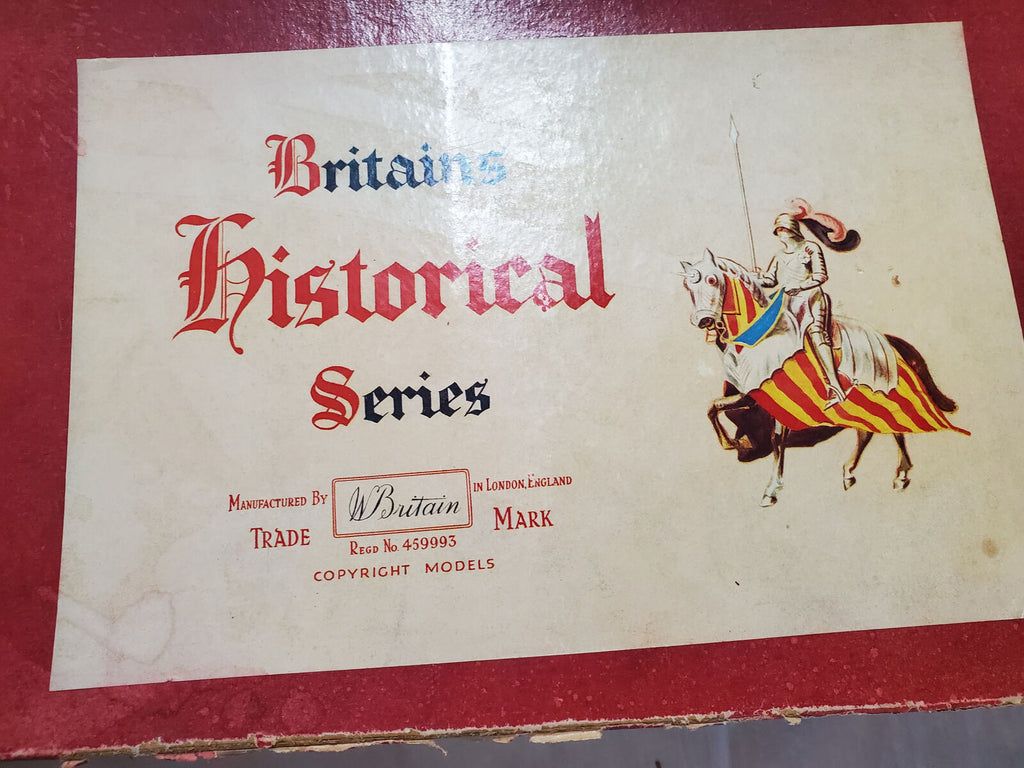 Britains
Historical
Series
MANUFACTURED BY W Britain IN LONDON, ENGLAND
TRADE MARK
REGD No. 459993
COPYRIGHT MODELS